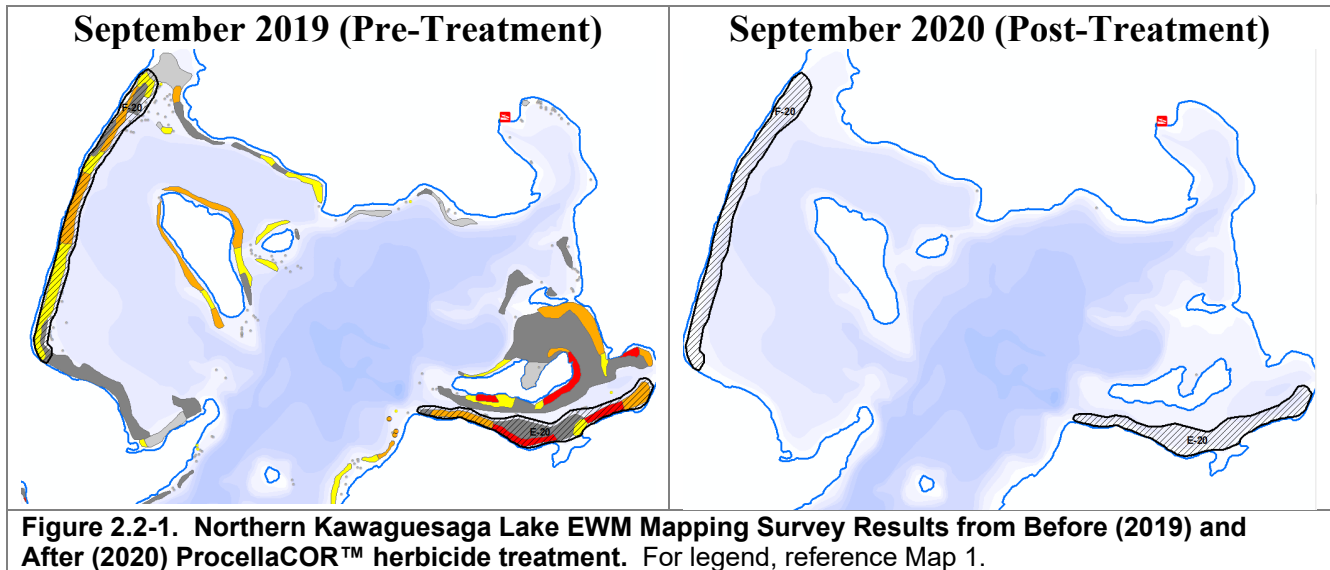 September 2019 (Pre-Treatment)
September 2020 (Post-Treatment)
F-20
E-20
F-20
E-20
Figure 2.2-1. Northern Kawaguesaga Lake EWM Mapping Survey Results from Before (2019) and
After (2020) ProcellaCOR™ herbicide treatment. For legend, reference Map 1.